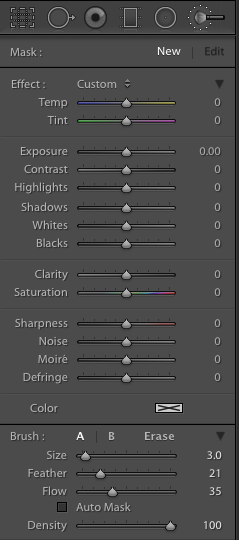 Mask : New | Edit
Effect : Custom
Temp 0
Tint 0
Exposure 0.00
Contrast 0
Highlights 0
Shadows 0
Whites 0
Blacks 0
Clarity 0
Saturation 0
Sharpness 0
Noise 0
Moiré 0
Defringe 0
Color
Brush : A | B Erase
Size 3.0
Feather 21
Flow 35
Auto Mask
Density 100